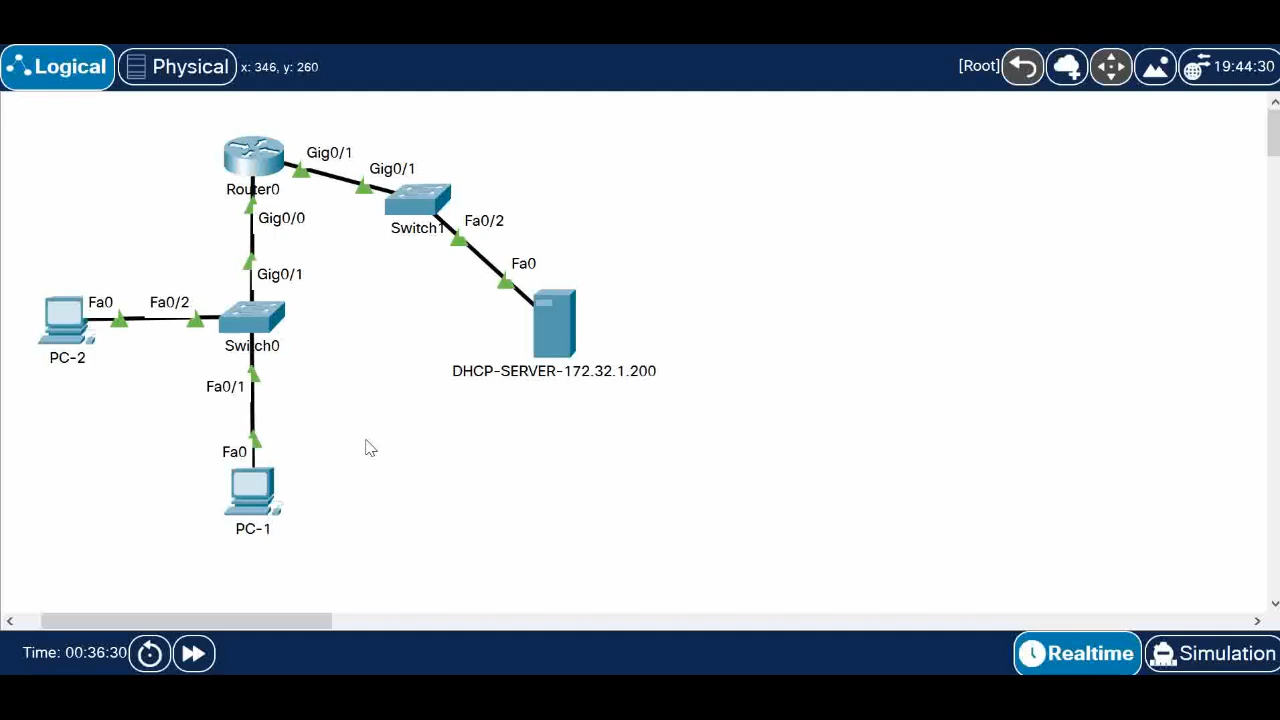 Logical
Physical
x: 346, y: 260
[Root]
19:44:30
Gig0/1
Gig0/1
Router0
Gig0/0
Switch1
Fa0/2
Fa0
Gig0/1
Fa0
Fa0/2
Switch0
PC-2
DHCP-SERVER-172.32.1.200
Fa0/1
Fa0
PC-1
Time: 00:36:30
Realtime
Simulation